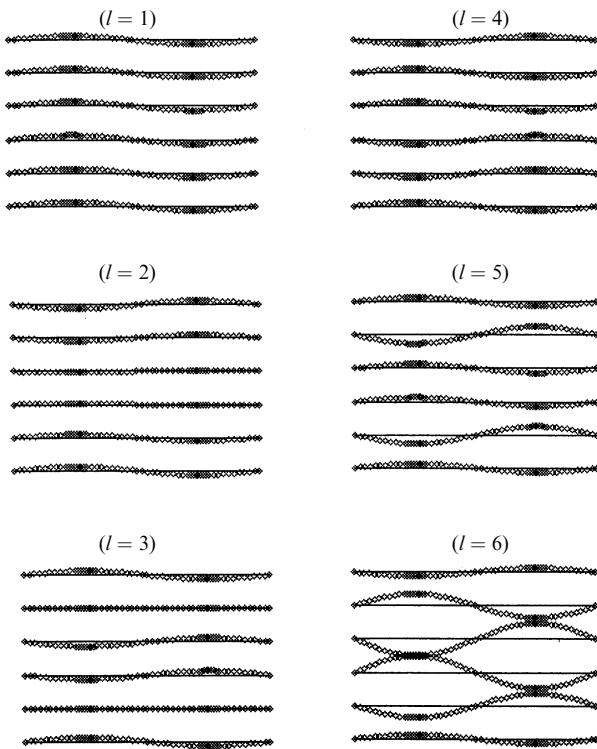 (l = 1)
(l = 4)
(l = 2)
(l = 5)
(l = 3)
(l = 6)